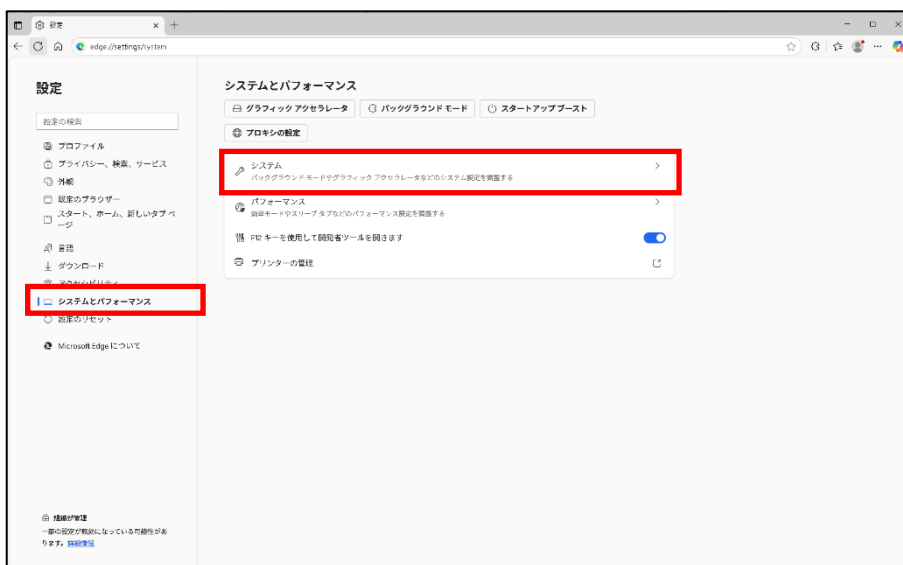 設定
edge://settings/system
設定
設定の検索
プロファイル
プライバシー、検索、サービス
外観
既定のブラウザー
スタート、ホーム、新しいタブ ペ
ージ
言語
ダウンロード
アクセシビリティ
システムとパフォーマンス
設定のリセット
Microsoft Edge について
組織が管理
一部の設定が無効になっている可能性があ
ります。詳細情報
システムとパフォーマンス
グラフィック アクセラレータ
バックグラウンド モード
スタートアップ ブースト
プロキシの設定
システム
バックグラウンド モードやグラフィック アクセラレータなどのシステム設定を調整する
パフォーマンス
効率モードやスリープ タブなどのパフォーマンス設定を調整する
F12 キーを使用して開発者ツールを開きます
プリンターの管理